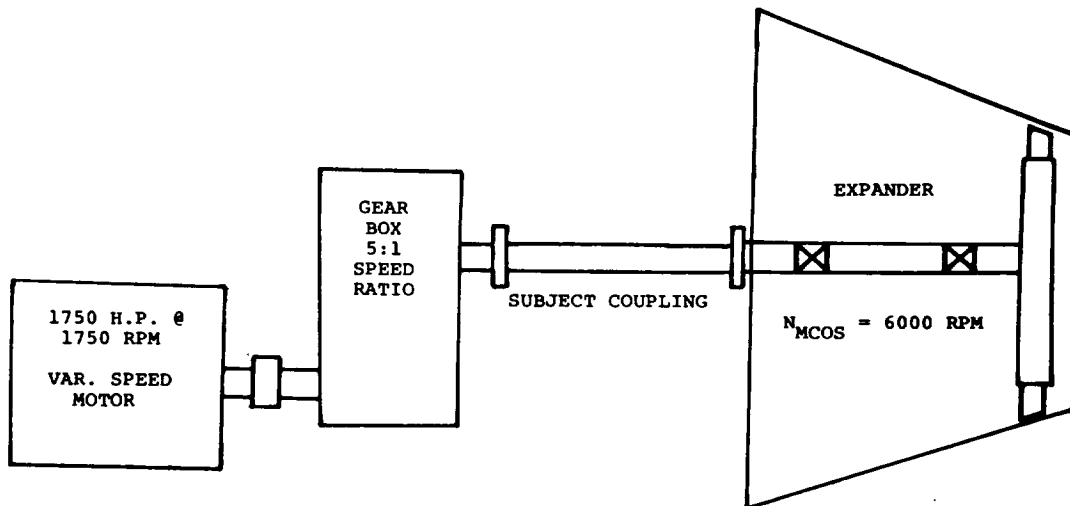 1750 H.P. @
1750 RPM
VAR. SPEED
MOTOR
GEAR
BOX
5:1
SPEED
RATIO
SUBJECT COUPLING
EXPANDER
N_MCOS = 6000 RPM